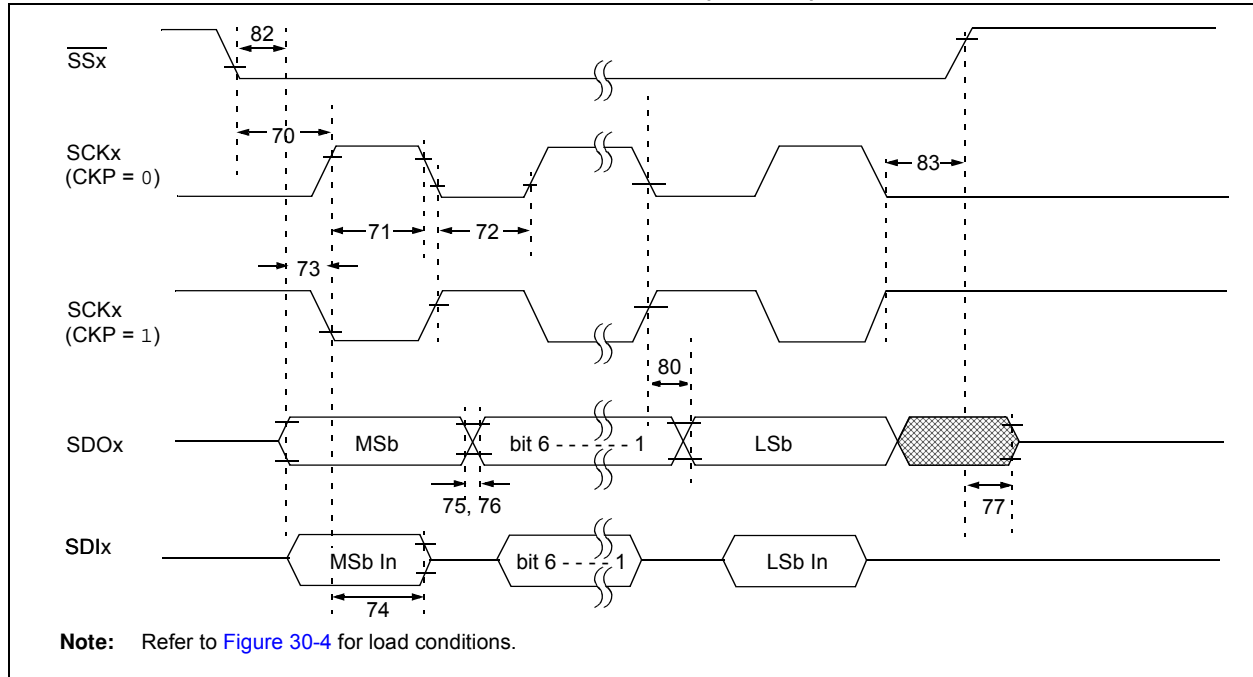 82
SSx
70
SCKx
(CKP = 0)
83
71
72
73
SCKx
(CKP = 1)
80
SDOx
MSb
bit 6 - - - - - - 1
LSb
75, 76
77
SDIx
MSb In
bit 6 - - - - 1
LSb In
74
Note: Refer to Figure 30-4 for load conditions.